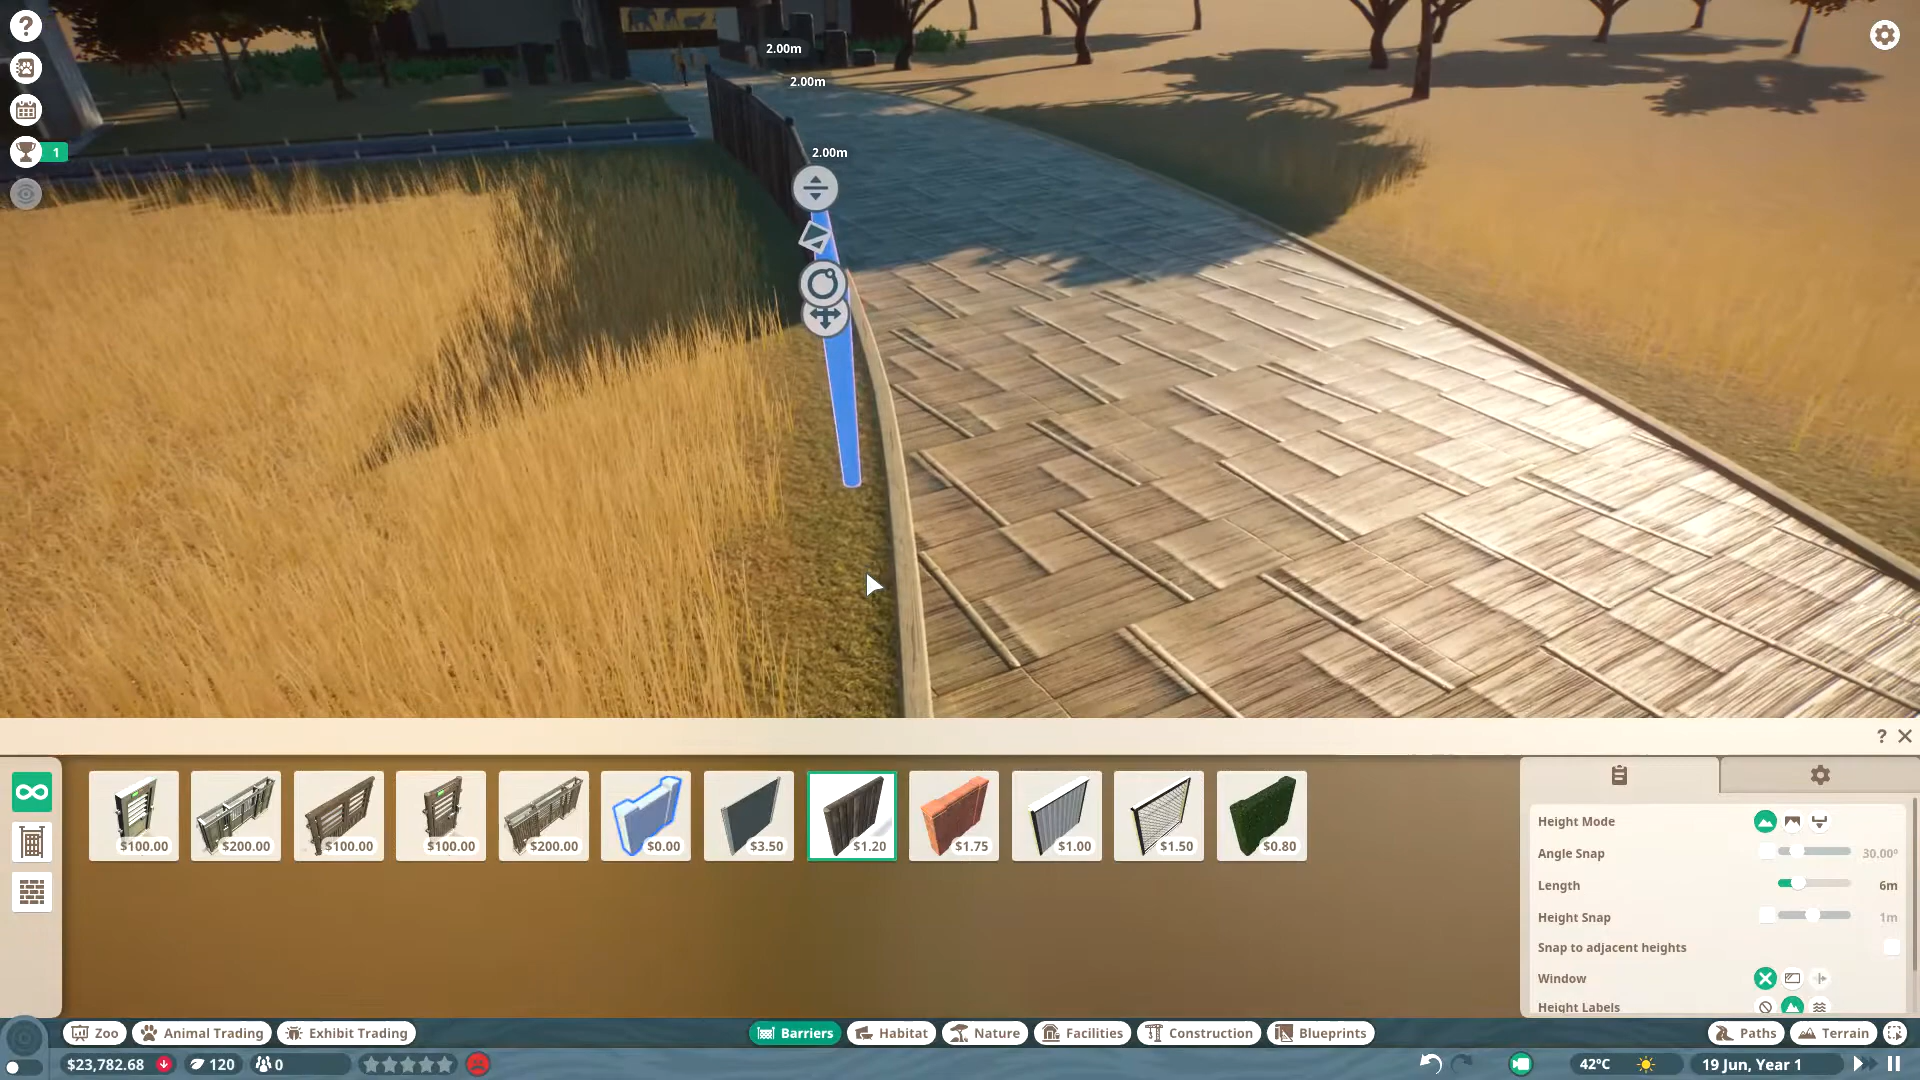 2.00m
2.00m
2.00m
?
1
? ×
$100.00 $200.00 $100.00 $100.00 $200.00 $0.00 $3.50 $1.20 $1.75 $1.00 $1.50 $0.80
Height Mode
Angle Snap 30.00°
Length 6m
Height Snap 1m
Snap to adjacent heights
Window
Height Labels
Zoo Animal Trading Exhibit Trading Barriers Habitat Nature Facilities Construction Blueprints Paths Terrain
$23,782.68 120 0 42°C 19 Jun, Year 1